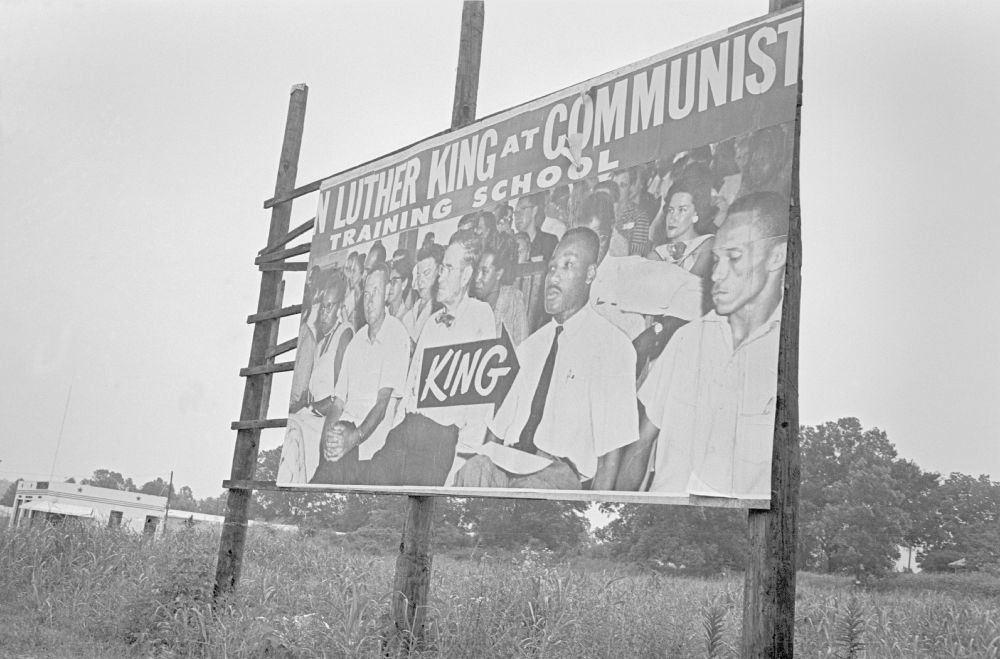 N LUTHER KING AT COMMUNIST
TRAINING SCHOOL
KING